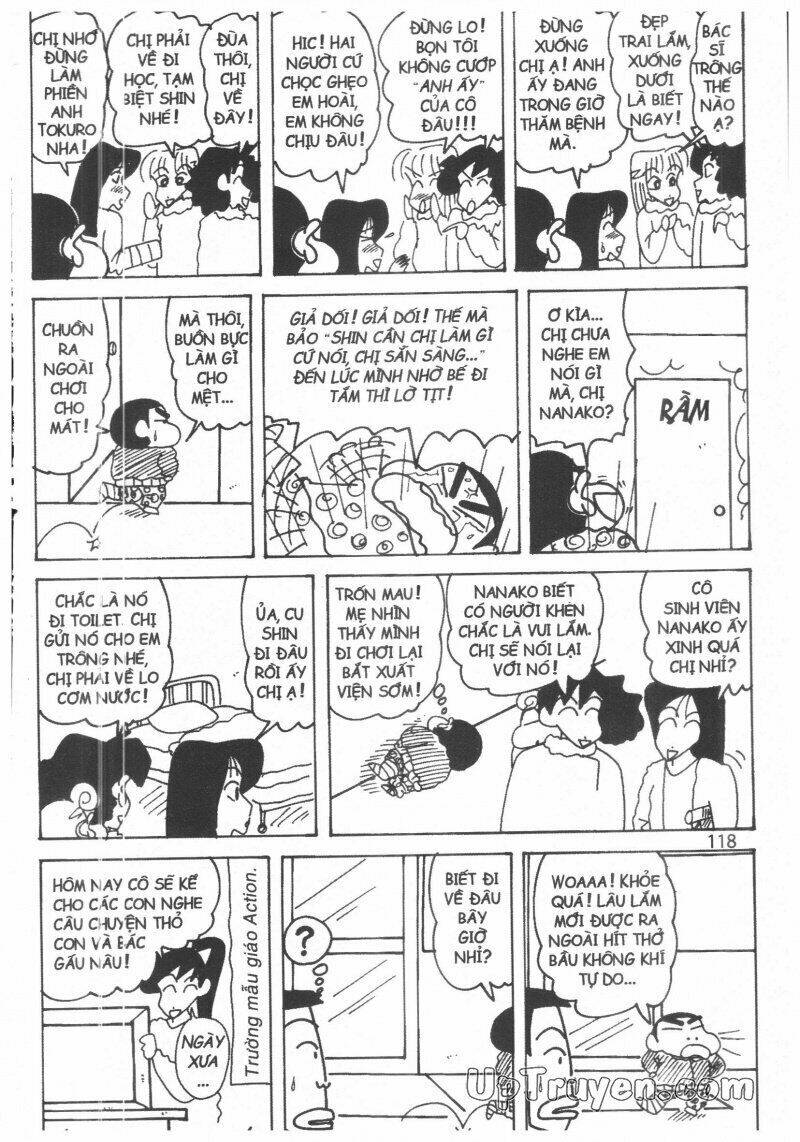 BÁC
SĨ
TRÔNG
THẾ
NÀO
Ạ?
ĐẸP
TRAI LẮM,
XUỐNG
DƯỚI
LÀ BIẾT
NGAY!
ĐỪNG
XUỐNG
CHỊ Ạ! ANH
ẤY ĐANG
TRONG GIỜ
THĂM BỆNH
MÀ.
ĐỪNG LO!
BỌN TÔI
KHÔNG CƯỚP
"ANH ẤY"
CỦA CÔ
ĐÂU!!!
HIC! HAI
NGƯỜI CỨ
CHỌC GHẸO
EM HOÀI,
EM KHÔNG
CHỊU ĐÂU!
ĐÙA
THÔI,
CHỊ
VỀ
ĐÂY!
CHỊ PHẢI
VỀ ĐI
HỌC, TẠM
BIỆT SHIN
NHÉ!
CHỊ NHỚ
ĐỪNG
LÀM
PHIỀN
ANH
TOKURO
NHA!
Ơ KÌA...
CHỊ CHƯA
NGHE EM
NÓI GÌ
MÀ, CHỊ
NANAKO?
RẦM
GIẢ DỐI! GIẢ DỐI! THẾ MÀ
BẢO "SHIN CẦN CHỊ LÀM GÌ
CỨ NÓI, CHỊ SẴN SÀNG..."
ĐẾN LÚC MÌNH NHỜ BẾ ĐI
TẮM THÌ LỜ TỊT!
MÀ THÔI,
BUỒN BỰC
LÀM GÌ
CHO
MỆT...
CHUỒN
RA
NGOÀI
CHƠI
CHO
MÁT!
CÔ
SINH VIÊN
NANAKO ẤY
XINH QUÁ
CHỊ NHỈ?
NANAKO BIẾT
CÓ NGƯỜI KHEN
CHẮC LÀ VUI LẮM.
CHỊ SẼ NÓI LẠI
VỚI NÓ!
TRỐN MAU!
MẸ NHÌN
THẤY MÌNH
ĐI CHƠI LẠI
BẮT XUẤT
VIỆN SỚM!
ỦA, CU
SHIN
ĐI ĐÂU
RỒI ẤY
CHỊ Ạ!
CHẮC LÀ NÓ
ĐI TOILET. CHỊ
GỬI NÓ CHO EM
TRÔNG NHÉ,
CHỊ PHẢI VỀ LO
CƠM NƯỚC!
118
WOAAA! KHỎE
QUÁ! LÂU LẮM
MỚI ĐƯỢC RA
NGOÀI HÍT THỞ
BẦU KHÔNG KHÍ
TỰ DO...
BIẾT ĐI
VỀ ĐÂU
BÂY
GIỜ
NHỈ?
?
Trường mẫu giáo Action.
HÔM NAY CÔ SẼ KỂ
CHO CÁC CON NGHE
CÂU CHUYỆN THỎ
CON VÀ BÁC
GẤU NÂU!
NGÀY
XƯA
...
UpTruyen.com